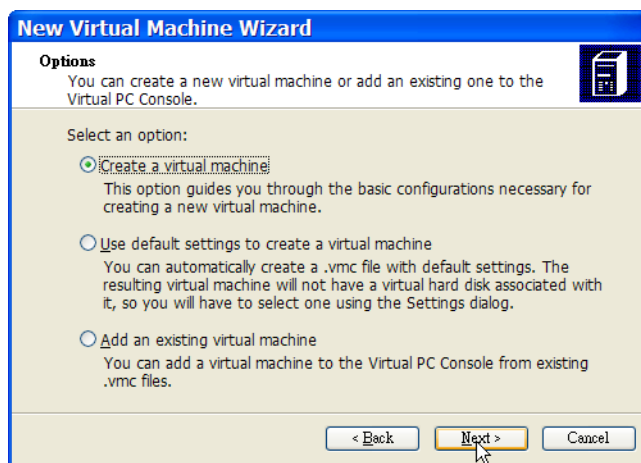 New Virtual Machine Wizard
Options
You can create a new virtual machine or add an existing one to the
Virtual PC Console.
Select an option:
Create a virtual machine
This option guides you through the basic configurations necessary for
creating a new virtual machine.
Use default settings to create a virtual machine
You can automatically create a .vmc file with default settings. The
resulting virtual machine will not have a virtual hard disk associated with
it, so you will have to select one using the Settings dialog.
Add an existing virtual machine
You can add a virtual machine to the Virtual PC Console from existing
.vmc files.
< Back Next > Cancel